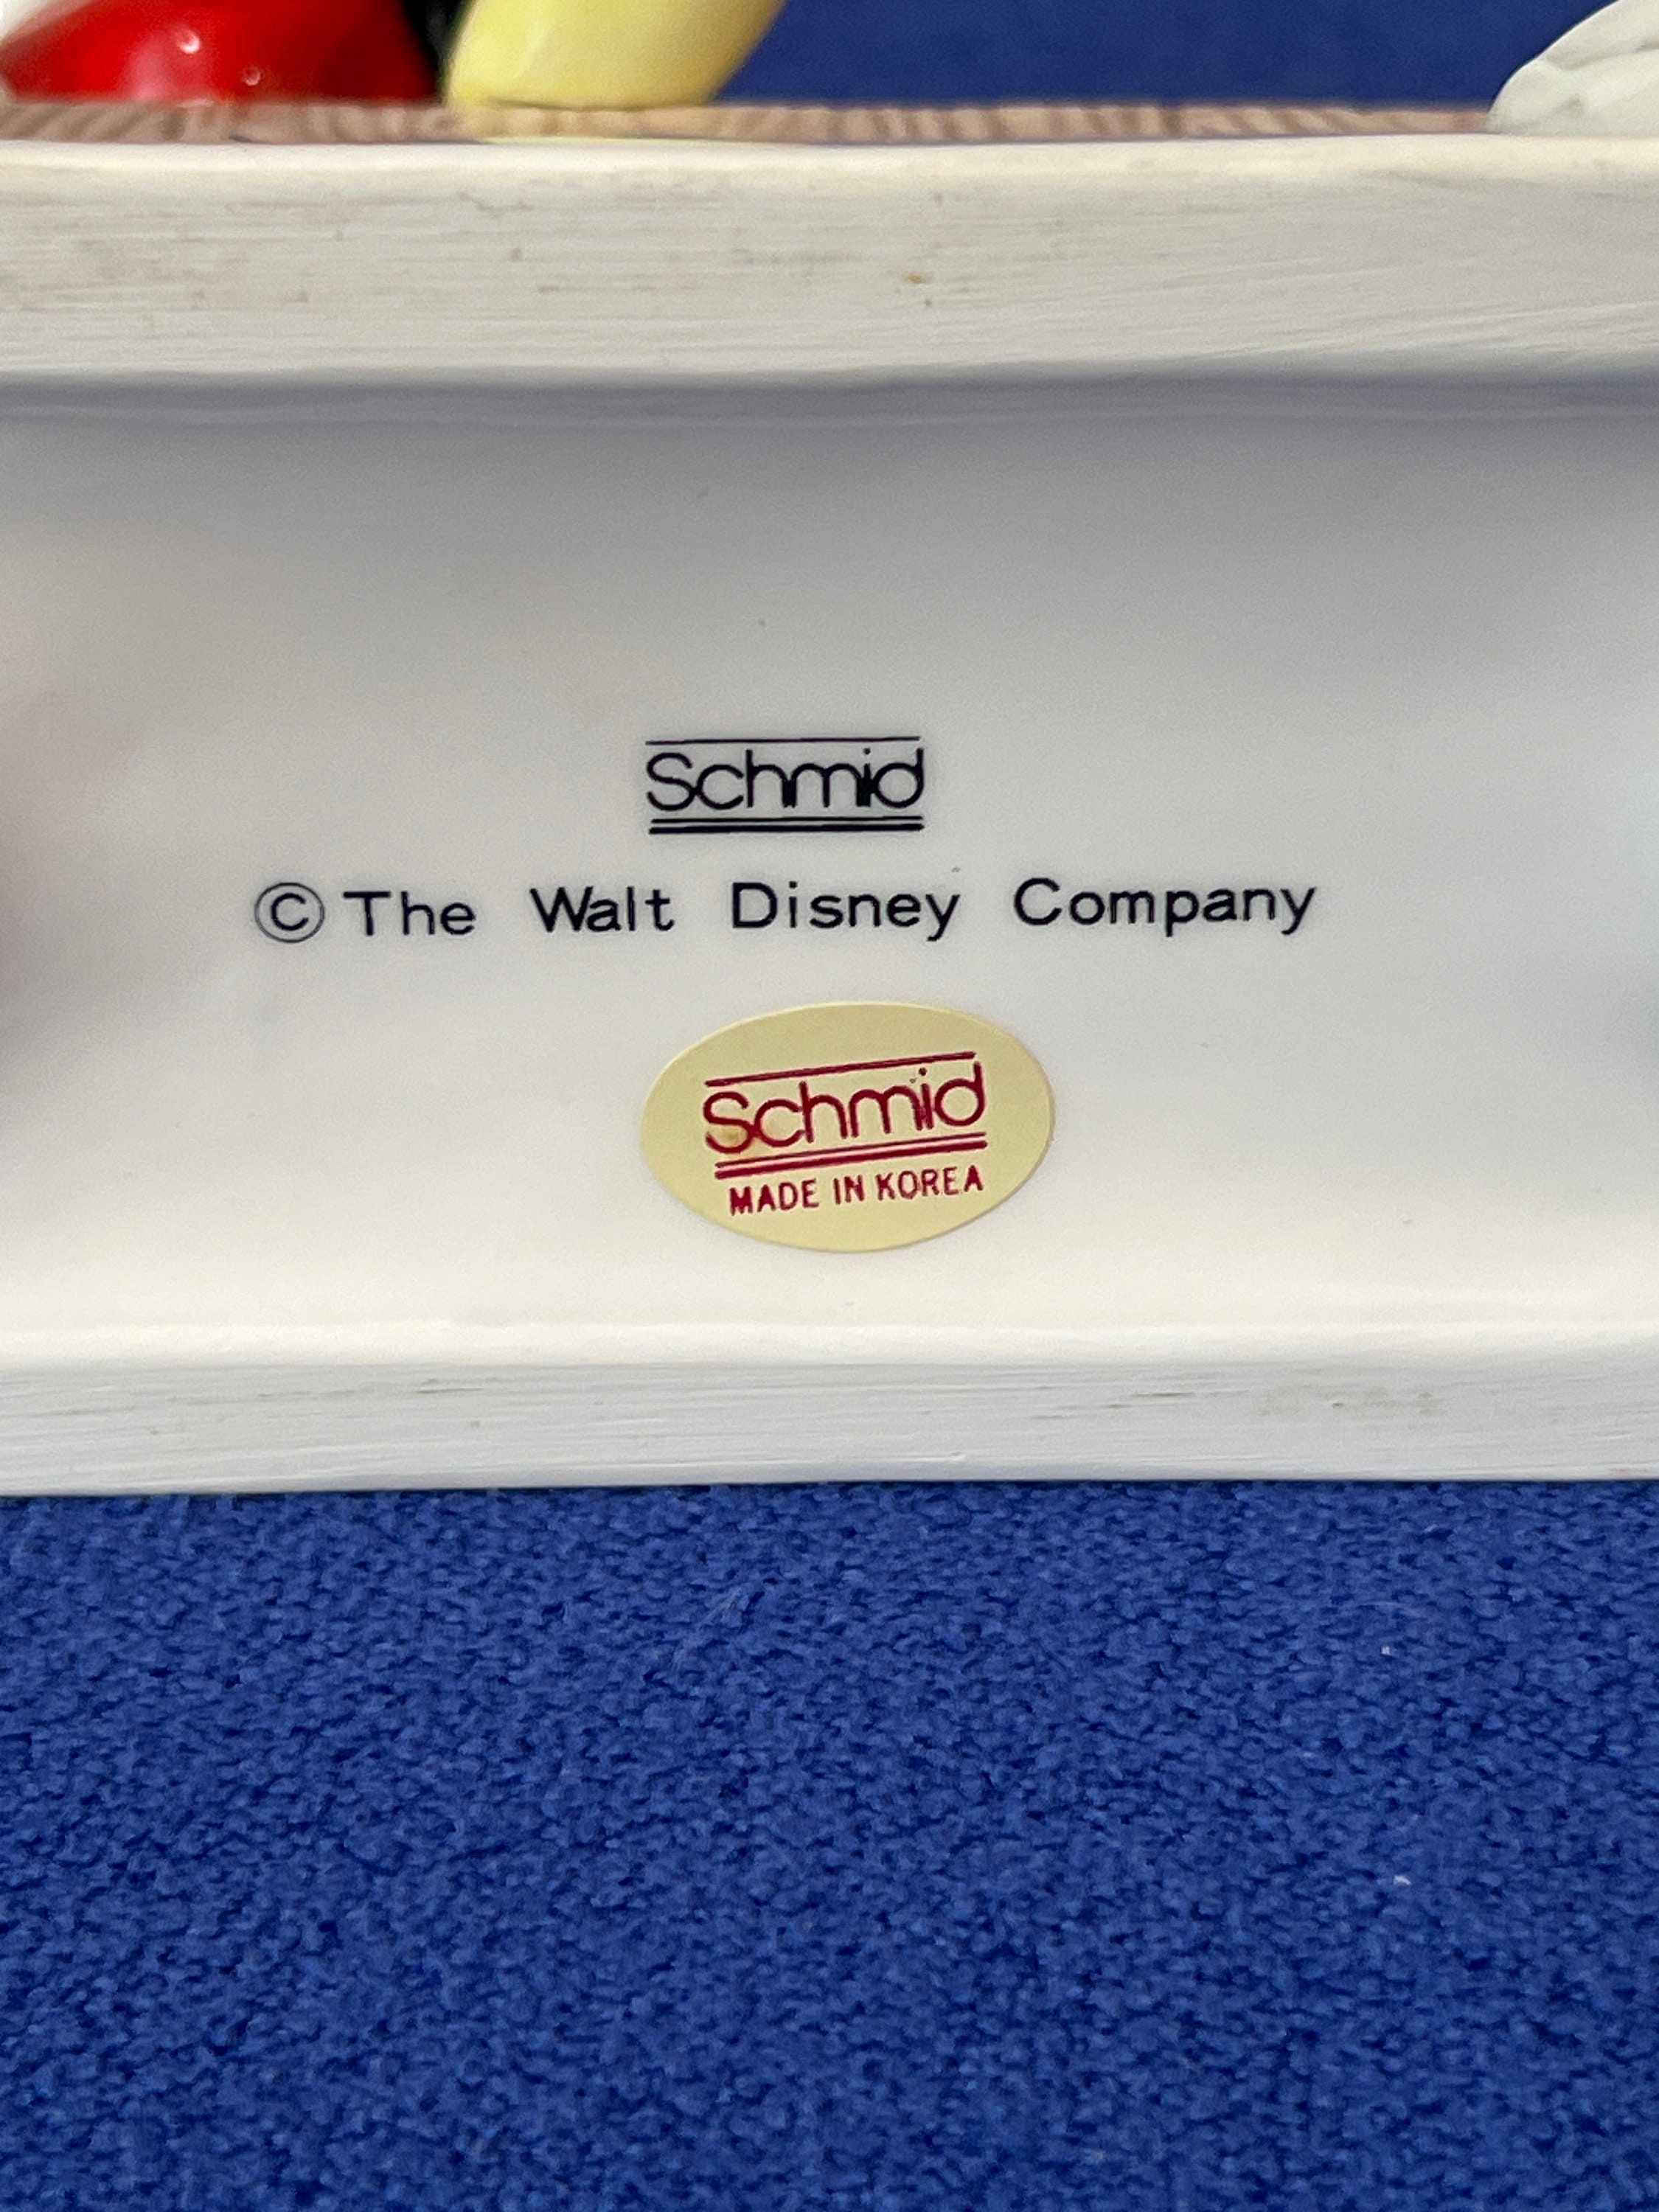 Schmid
©The Walt Disney Company
Schmid
MADE IN KOREA